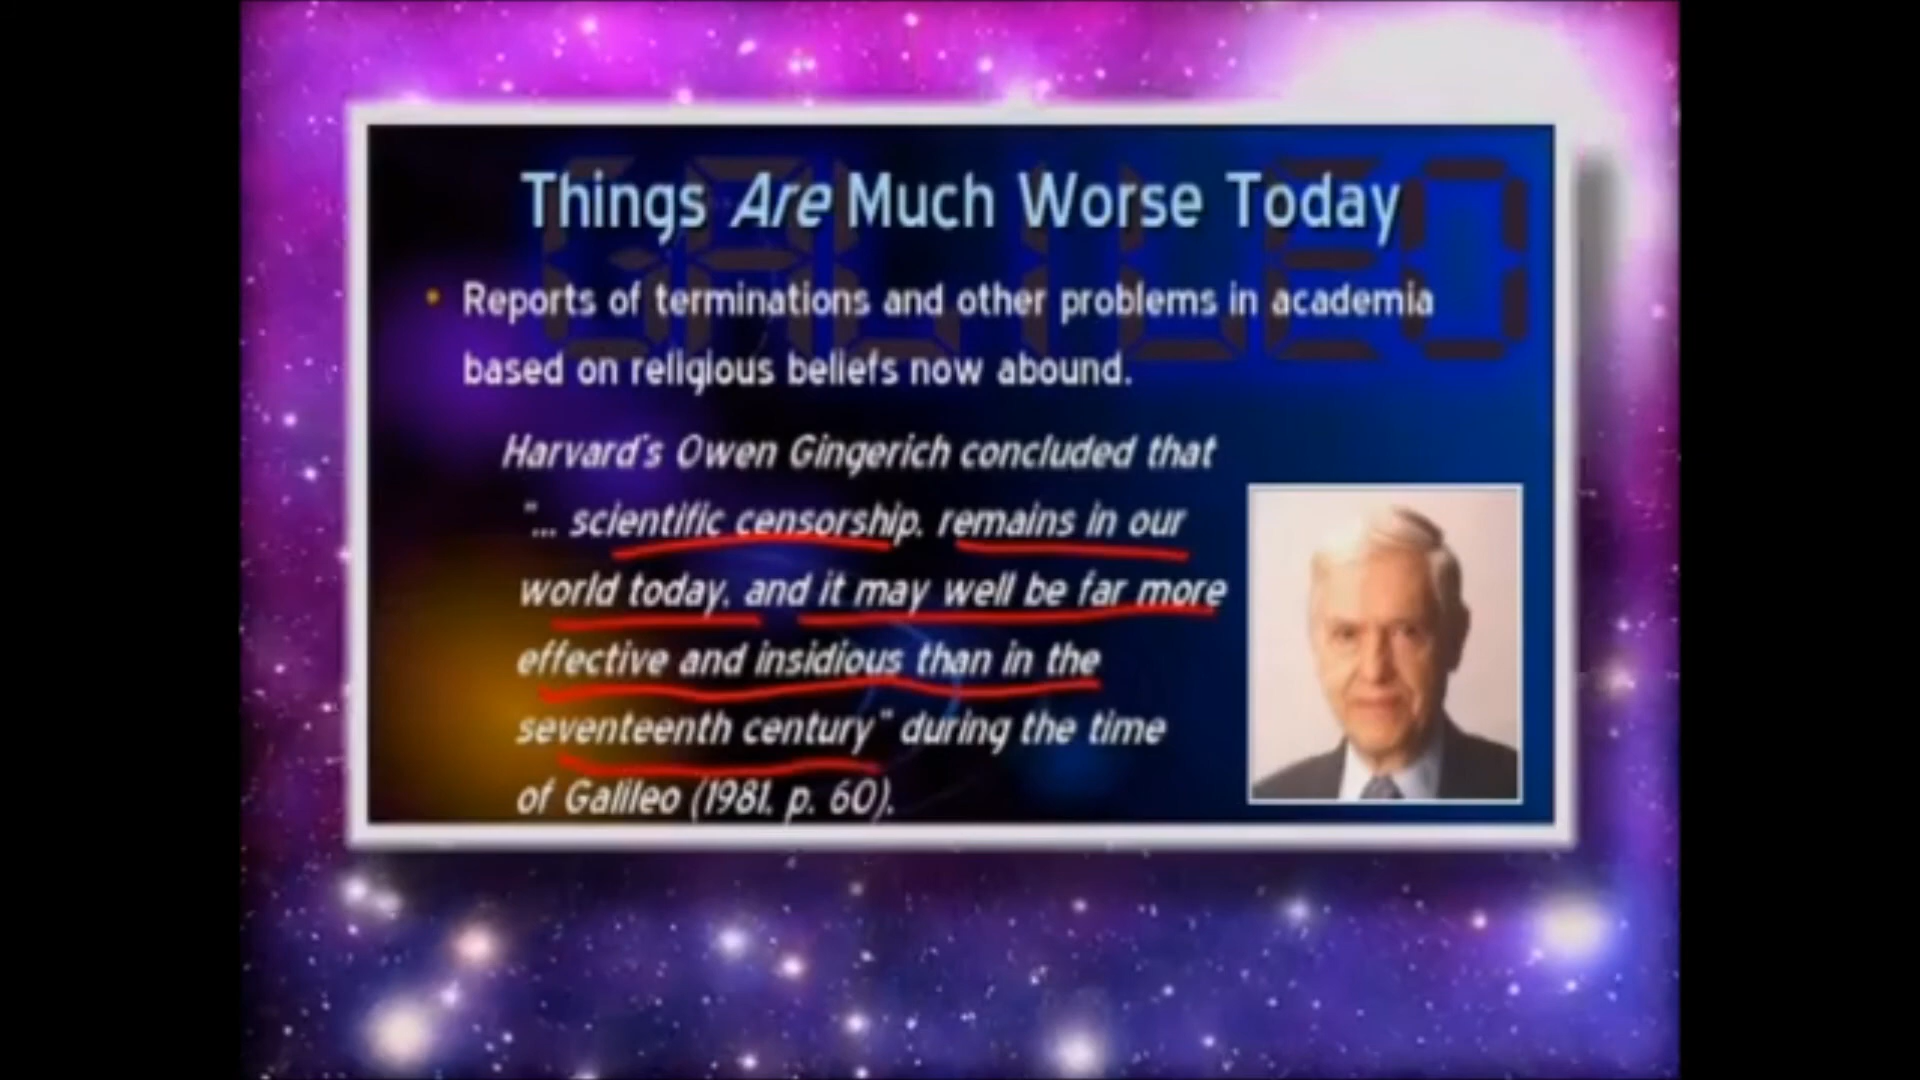 GALILEO
Things Are Much Worse Today
• Reports of terminations and other problems in academia
based on religious beliefs now abound.
Harvard's Owen Gingerich concluded that
"... scientific censorship, remains in our
world today, and it may well be far more
effective and insidious than in the
seventeenth century" during the time
of Galileo (1981, p. 60).